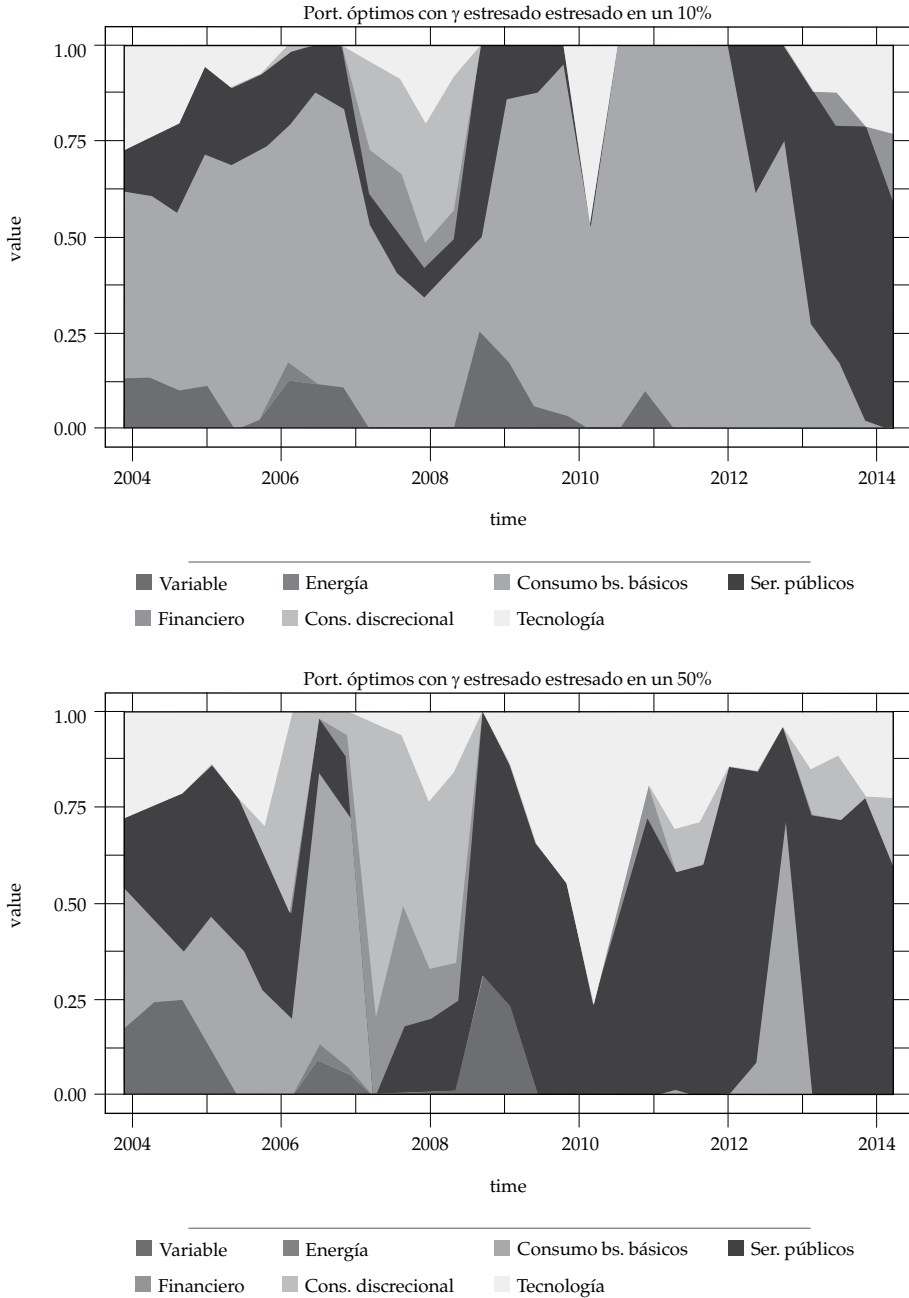 Port. óptimos con γ estresado estresado en un 10%
1.00
0.75
0.50
0.25
0.00
value
2004 2006 2008 2010 2012 2014
time
Variable Energía Consumo bs. básicos Ser. públicos
Financiero Cons. discrecional Tecnología
Port. óptimos con γ estresado estresado en un 50%
1.00
0.75
0.50
0.25
0.00
value
2004 2006 2008 2010 2012 2014
time
Variable Energía Consumo bs. básicos Ser. públicos
Financiero Cons. discrecional Tecnología